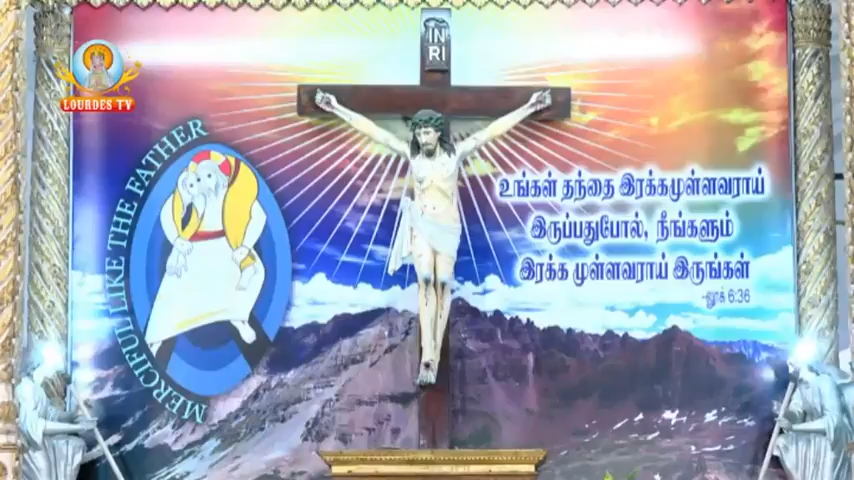 LOURDES TV
INRI
MERCIFUL LIKE THE FATHER
உங்கள் தந்தை இரக்கமுள்ளவராய்
இருப்பதுபோல், நீங்களும்
இரக்க முள்ளவராய் இருங்கள்
-லூக் 6:36